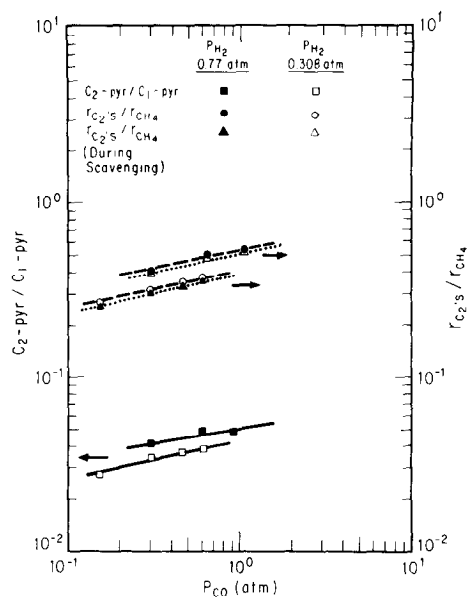 10¹ 10¹
P_H₂ P_H₂
0.77 atm 0.308 atm
C₂-pyr/C₁-pyr ■ □
r_C₂'s/r_CH₄ ● ○
r_C₂'s/r_CH₄ ▲ △
(During
Scavenging)
10⁰ 10⁰
C₂-pyr/C₁-pyr
r_C₂'s/r_CH₄
10⁻¹ 10⁻¹
10⁻² 10⁻²
10⁻¹ 10⁰ 10¹
P_CO (atm)